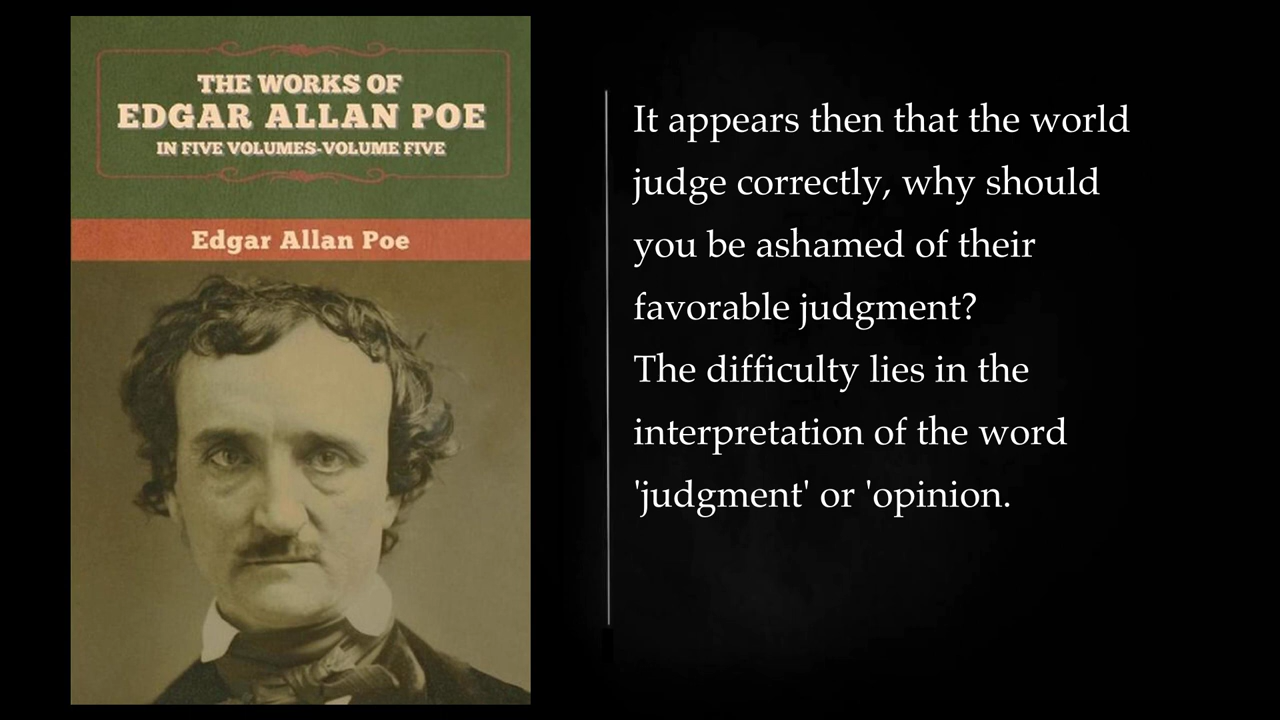 THE WORKS OF
EDGAR ALLAN POE
IN FIVE VOLUMES-VOLUME FIVE
Edgar Allan Poe
It appears then that the world
judge correctly, why should
you be ashamed of their
favorable judgment?
The difficulty lies in the
interpretation of the word
'judgment' or 'opinion.